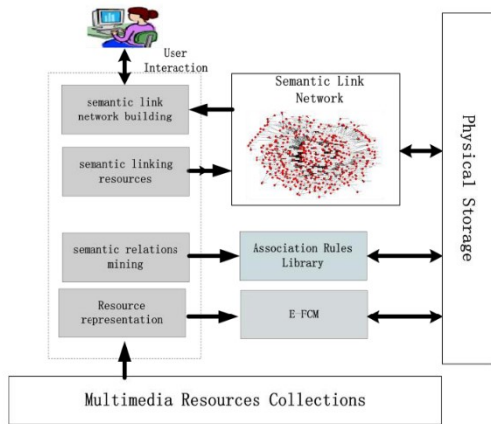 User
Interaction
semantic link
network building
Semantic Link
Network
semantic linking
resources
semantic relations
mining
Association Rules
Library
Resource
representation
E-FCM
Physical Storage
Multimedia Resources Collections